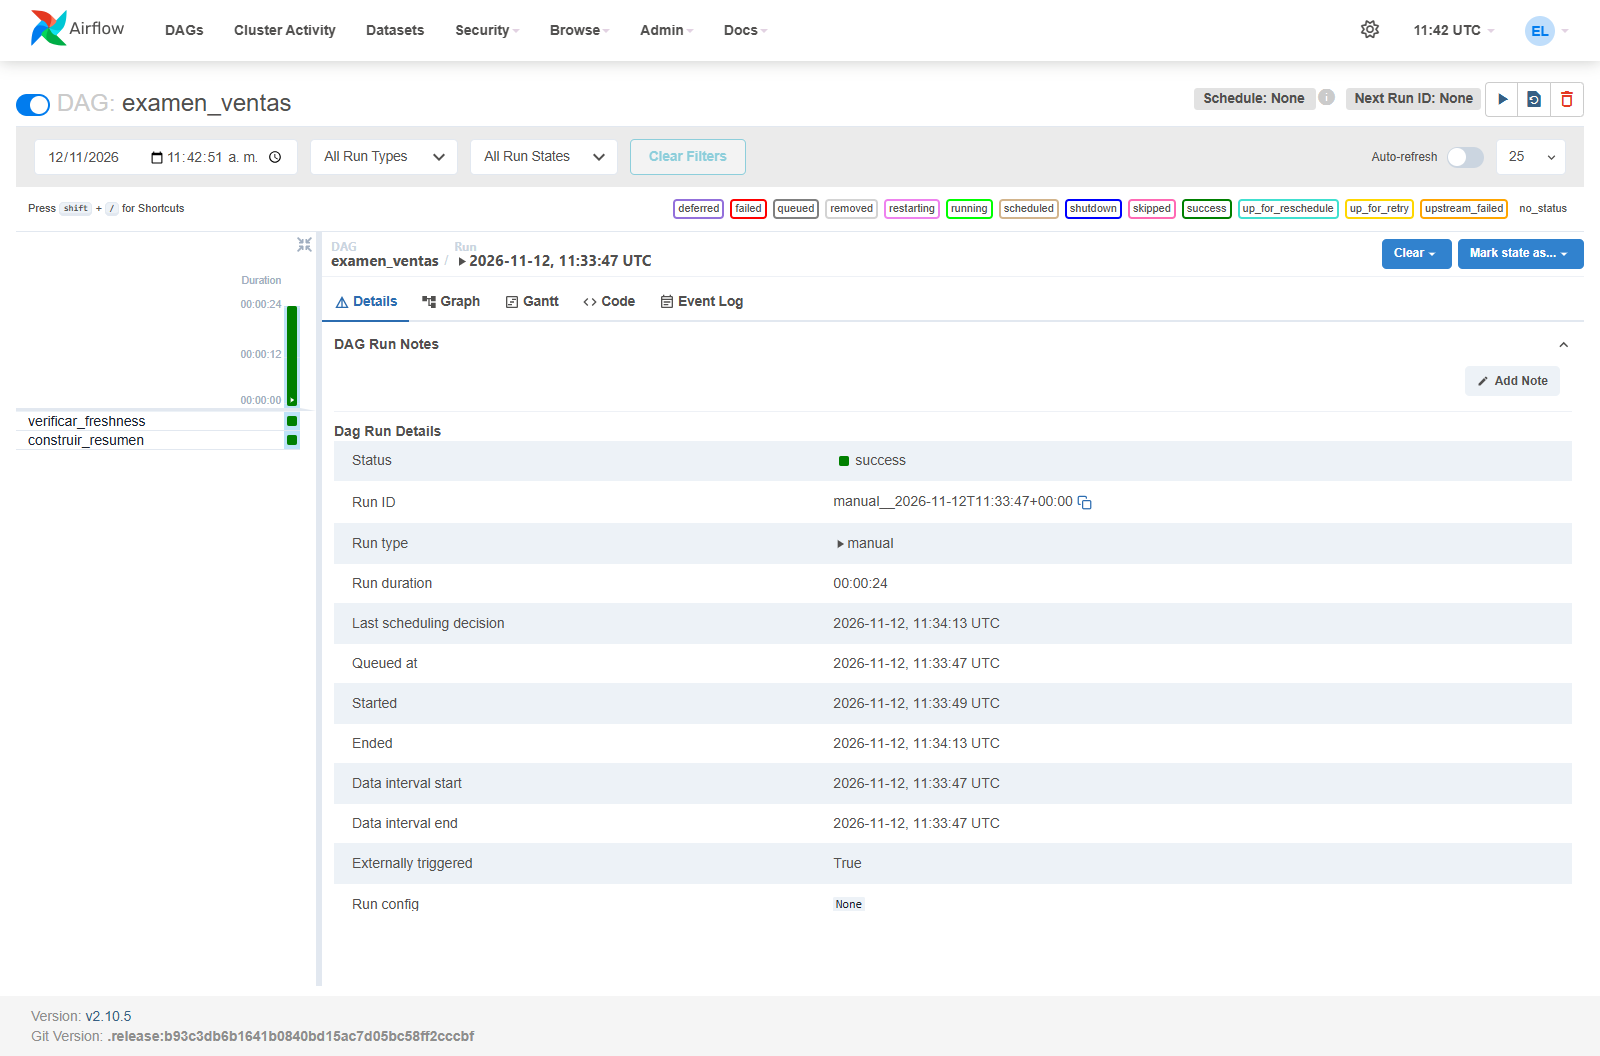 Airflow DAGs Cluster Activity Datasets Security Browse Admin Docs 11:42 UTC EL
DAG: examen_ventas Schedule: None i Next Run ID: None
12/11/2026 11:42:51 a. m. All Run Types All Run States Clear Filters Auto-refresh 25
Press shift + / for Shortcuts deferred failed queued removed restarting running scheduled shutdown skipped success up_for_reschedule up_for_retry upstream_failed no_status
DAG Run
examen_ventas / 2026-11-12, 11:33:47 UTC Clear Mark state as...
Duration
00:00:24
00:00:12
00:00:00
verificar_freshness
construir_resumen
Details Graph Gantt Code Event Log
DAG Run Notes
Add Note
Dag Run Details
Status success
Run ID manual__2026-11-12T11:33:47+00:00
Run type manual
Run duration 00:00:24
Last scheduling decision 2026-11-12, 11:34:13 UTC
Queued at 2026-11-12, 11:33:47 UTC
Started 2026-11-12, 11:33:49 UTC
Ended 2026-11-12, 11:34:13 UTC
Data interval start 2026-11-12, 11:33:47 UTC
Data interval end 2026-11-12, 11:33:47 UTC
Externally triggered True
Run config None
Version: v2.10.5
Git Version: .release:b93c3db6b1641b0840bd15ac7d05bc58ff2cccbf